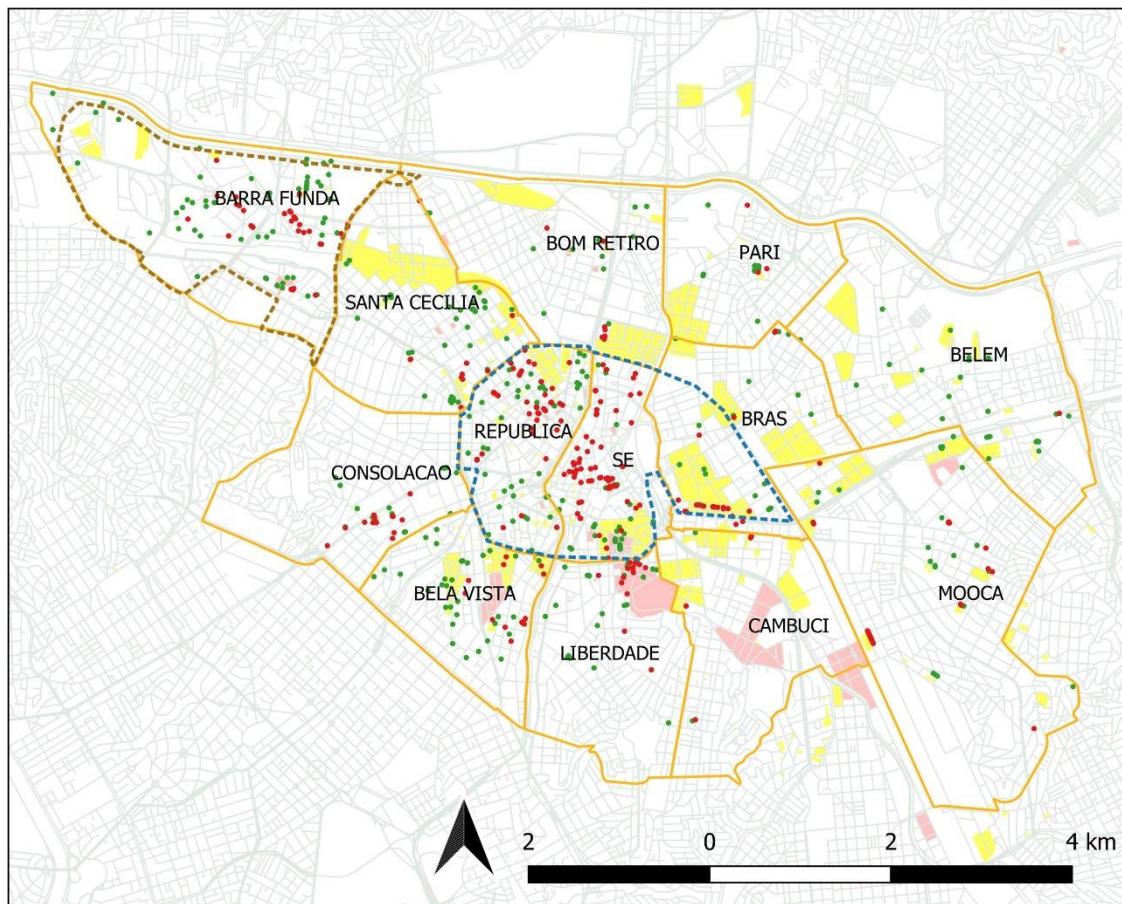 BARRA FUNDA
BOM RETIRO
PARI
SANTA CECILIA
BELEM
BRAS
REPUBLICA
SE
CONSOLACAO
BELA VISTA
MOOCA
CAMBUCI
LIBERDADE
2 0 2 4 km